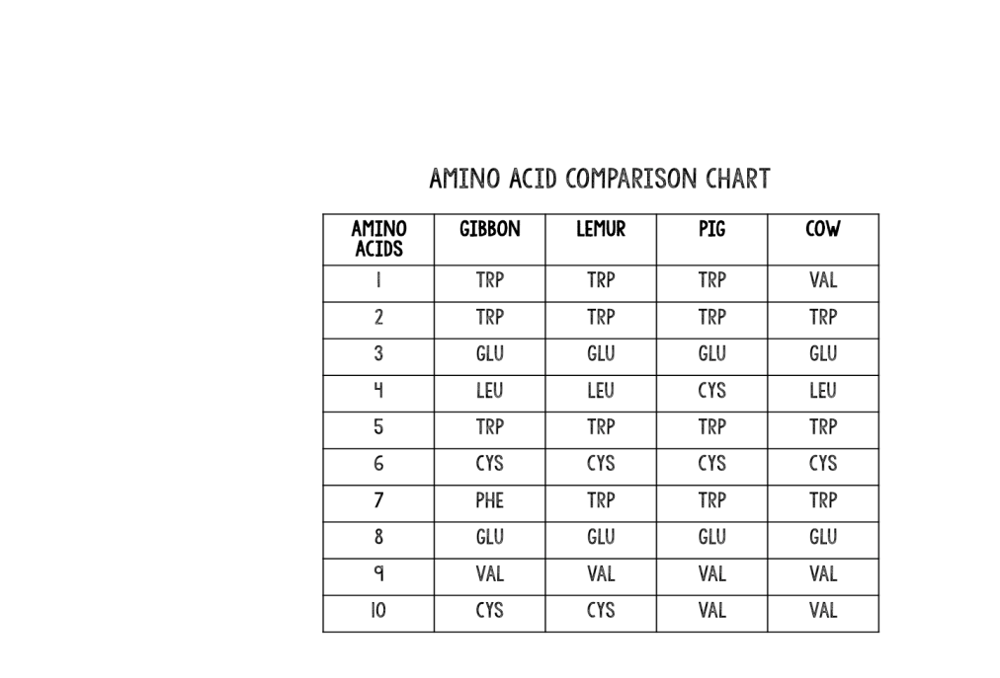 AMINO ACID COMPARISON CHART
AMINO ACIDS GIBBON LEMUR PIG COW
1 TRP TRP TRP VAL
2 TRP TRP TRP TRP
3 GLU GLU GLU GLU
4 LEU LEU CYS LEU
5 TRP TRP TRP TRP
6 CYS CYS CYS CYS
7 PHE TRP TRP TRP
8 GLU GLU GLU GLU
9 VAL VAL VAL VAL
10 CYS CYS VAL VAL